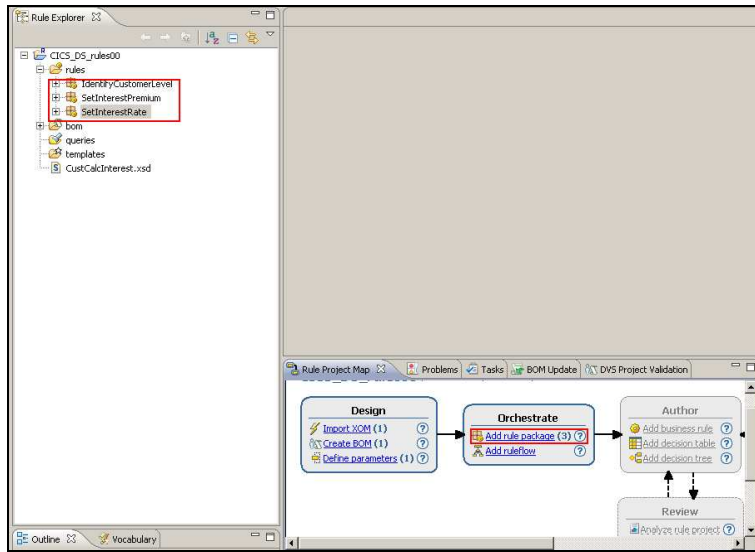 Rule Explorer
CICS_DS_rules00
rules
IdentifyCustomerLevel
SetInterestPremium
SetInterestRate
bom
queries
templates
CustCalcInterest.xsd
Rule Project Map
Problems
Tasks
BOM Update
DVS Project Validation
Design
Import XOM (1)
Create BOM (1)
Define parameters (1)
Orchestrate
Add rule package (3)
Add ruleflow
Author
Add business rule
Add decision table
Add decision tree
Review
Analyze rule project
Outline
Vocabulary